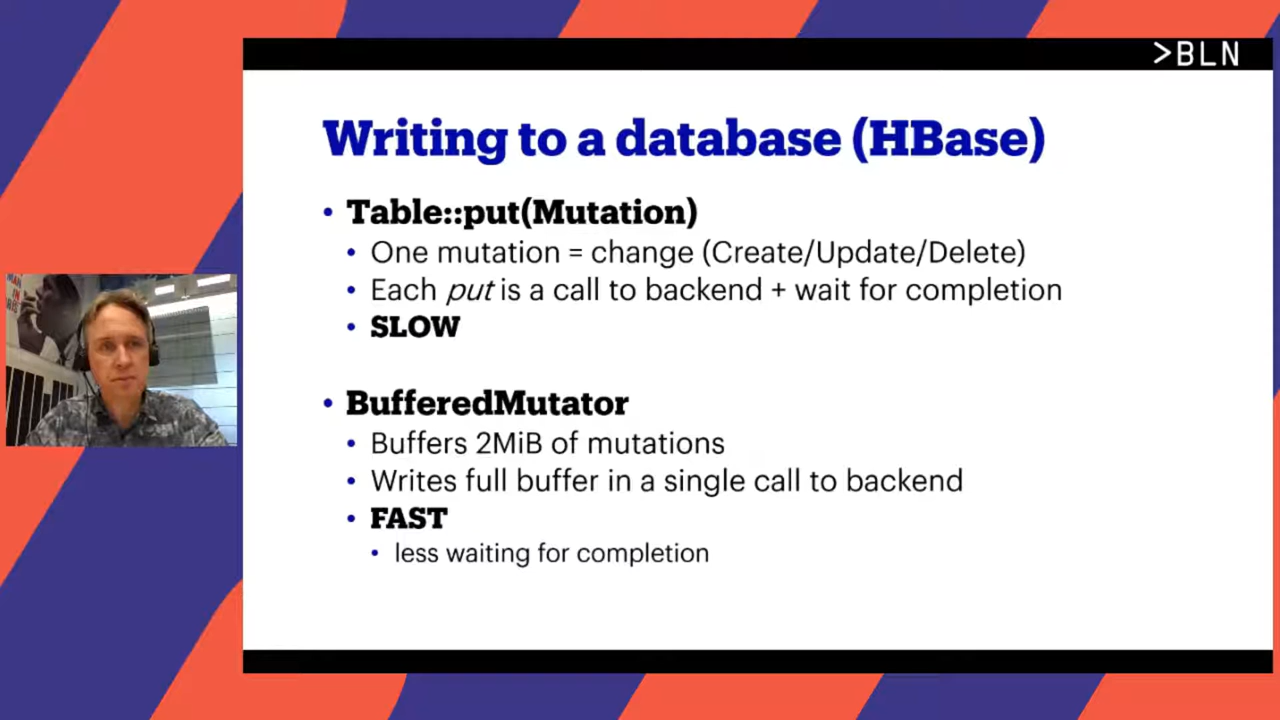 >BLN
Writing to a database (HBase)
• Table::put(Mutation)
• One mutation = change (Create/Update/Delete)
• Each put is a call to backend + wait for completion
• SLOW
• BufferedMutator
• Buffers 2MiB of mutations
• Writes full buffer in a single call to backend
• FAST
• less waiting for completion